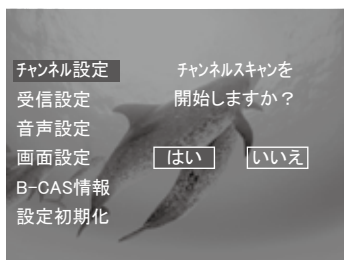 チャンネル設定
受信設定
音声設定
画面設定
B-CAS情報
設定初期化
チャンネルスキャンを
開始しますか？
はい
いいえ